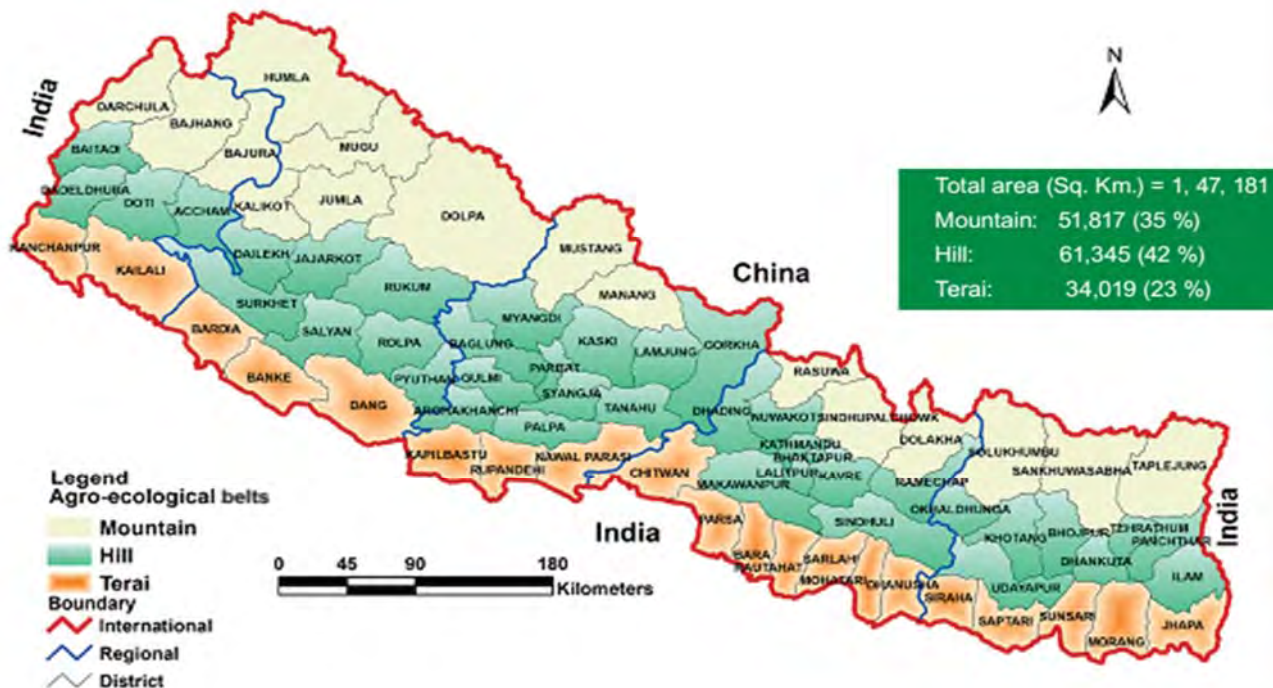 N
India
HUMLA
DARCHULA
BAJHANG
BAITADI
BAJURA
MUGU
DADELDHURA
DOTI
ACCHAM
KALIKOT
JUMLA
DOLPA
KANCHANPUR
KAILALI
DAILEKH
JAJARKOT
MUSTANG
China
Total area (Sq. Km.) = 1, 47, 181
Mountain: 51,817 (35 %)
Hill: 61,345 (42 %)
Terai: 34,019 (23 %)
SURKHET
RUKUM
MANANG
MYANGDI
BARDIA
SALYAN
ROLPA
BAGLUNG
KASKI
LAMJUNG
GORKHA
BANKE
PYUTHAN
GULMI
PARBAT
SYANGJA
RASUWA
DANG
ARGHAKHANCHI
TANAHU
DHADING
NUWAKOT
SINDHUPALCHOWK
PALPA
DOLAKHA
KATHMANDU
SOLUKHUMBU
KAPILBASTU
RUPANDEHI
NAWAL PARASI
CHITWAN
BHAKTAPUR
LALITPUR
KAVRE
SANKHUWASABHA
TAPLEJUNG
MAKAWANPUR
RAMECHAP
OKHALDHUNGA
India
PARSA
SINDHULI
KHOTANG
BHOJPUR
TEHRATHUM
PANCHTHAR
India
BARA
RAUTAHAT
SARLAHI
MOHATARI
DHANUSHA
DHANKUTA
ILAM
SIRAHA
UDAYAPUR
SAPTARI
SUNSARI
MORANG
JHAPA
Legend
Agro-ecological belts
Mountain
Hill
Terai
Boundary
International
Regional
District
0 45 90 180
Kilometers